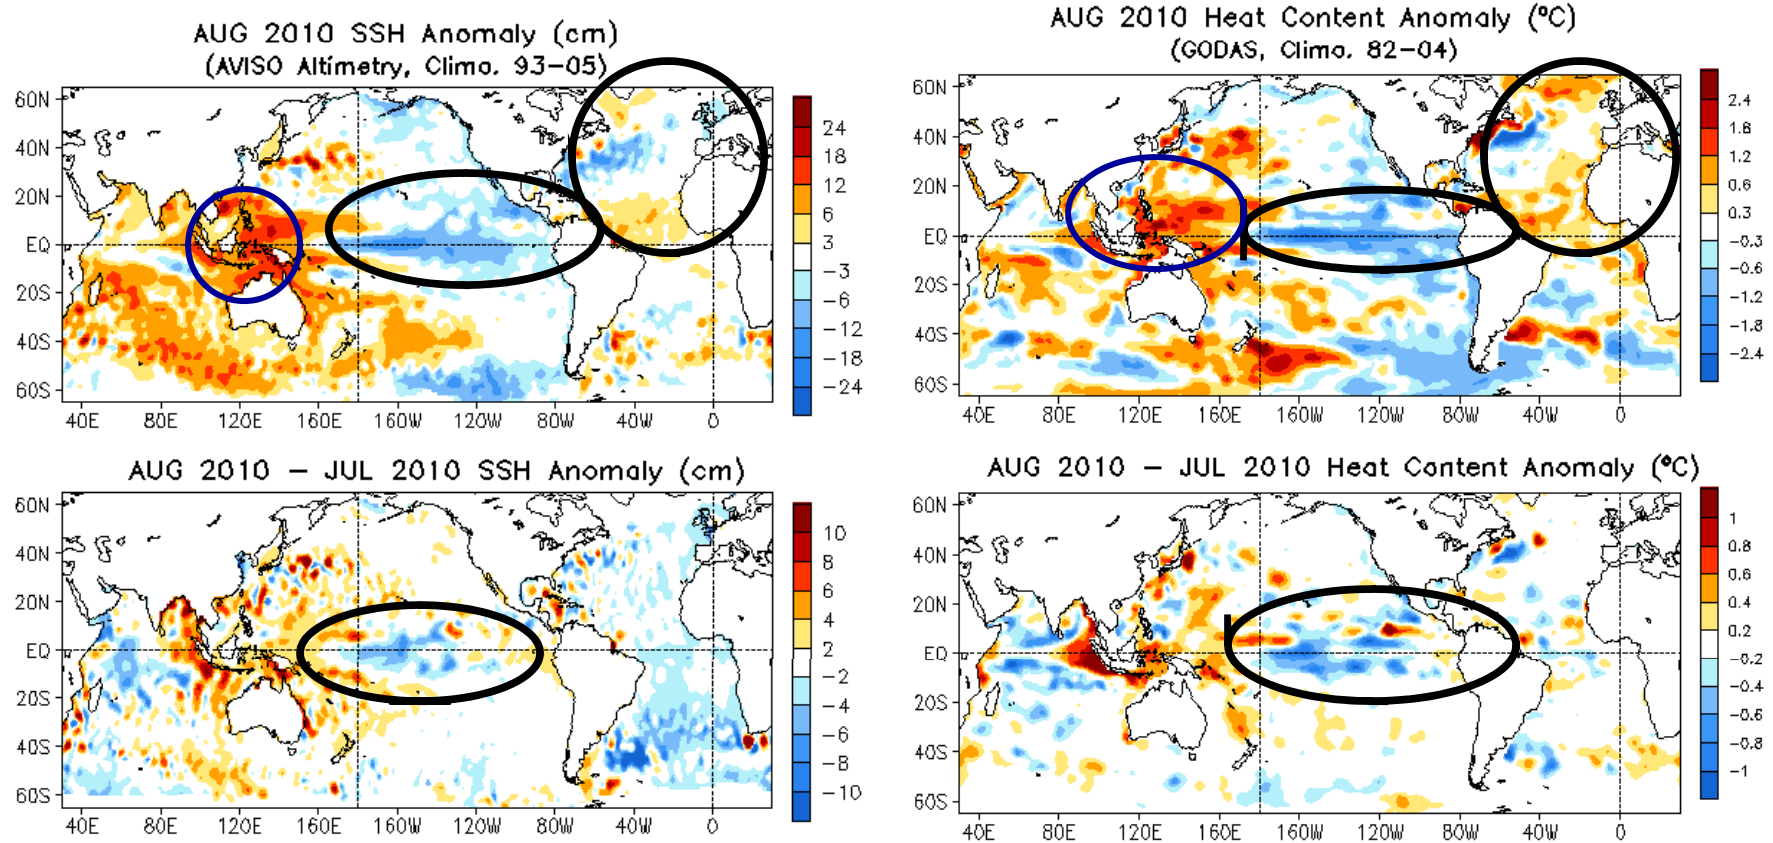 AUG 2010 SSH Anomaly (cm)
(AVISO Altimetry, Climo. 93-05)
60N
40N
20N
EQ
20S
40S
60S
40E 80E 120E 160E 160W 120W 80W 40W 0
24
18
12
6
3
-3
-6
-12
-18
-24
AUG 2010 Heat Content Anomaly (ºC)
(GODAS, Climo. 82-04)
60N
40N
20N
EQ
20S
40S
60S
40E 80E 120E 160E 160W 120W 80W 40W 0
2.4
1.8
1.2
0.6
0.3
-0.3
-0.6
-1.2
-1.8
-2.4
AUG 2010 - JUL 2010 SSH Anomaly (cm)
60N
40N
20N
EQ
20S
40S
60S
40E 80E 120E 160E 160W 120W 80W 40W 0
10
8
6
4
2
-2
-4
-6
-8
-10
AUG 2010 - JUL 2010 Heat Content Anomaly (ºC)
60N
40N
20N
EQ
20S
40S
60S
40E 80E 120E 160E 160W 120W 80W 40W 0
1
0.8
0.6
0.4
0.2
-0.2
-0.4
-0.6
-0.8
-1